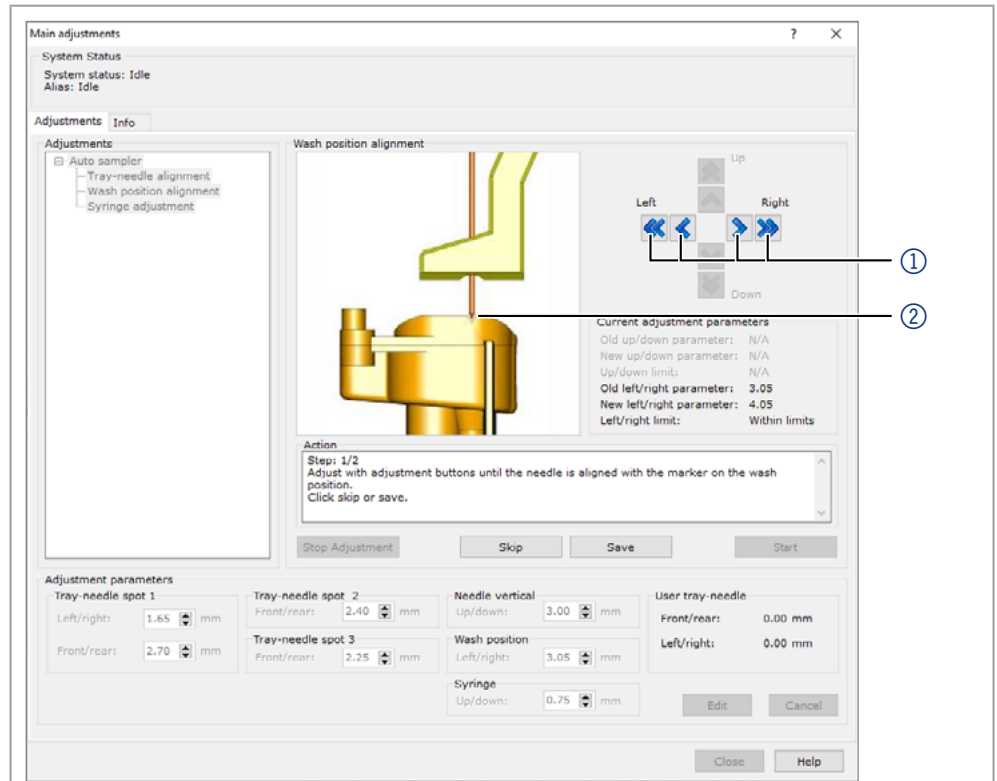 Main adjustments
?
System Status
System status: Idle
Alias: Idle
Adjustments
Info
Adjustments
Auto sampler
Tray-needle alignment
Wash position alignment
Syringe adjustment
Wash position alignment
Up
Left
Right
Down
①
②
Current adjustment parameters
Old up/down parameter: N/A
New up/down parameter: N/A
Up/down limit: N/A
Old left/right parameter: 3.05
New left/right parameter: 4.05
Left/right limit: Within limits
Action
Step: 1/2
Adjust with adjustment buttons until the needle is aligned with the marker on the wash
position.
Click skip or save.
Stop Adjustment
Skip
Save
Start
Adjustment parameters
Tray-needle spot 1
Left/right: 1.65 mm
Front/rear: 2.70 mm
Tray-needle spot 2
Front/rear: 2.40 mm
Tray-needle spot 3
Front/rear: 2.25 mm
Needle vertical
Up/down: 3.00 mm
Wash position
Left/right: 3.05 mm
Syringe
Up/down: 0.75 mm
User tray-needle
Front/rear: 0.00 mm
Left/right: 0.00 mm
Edit
Cancel
Close
Help